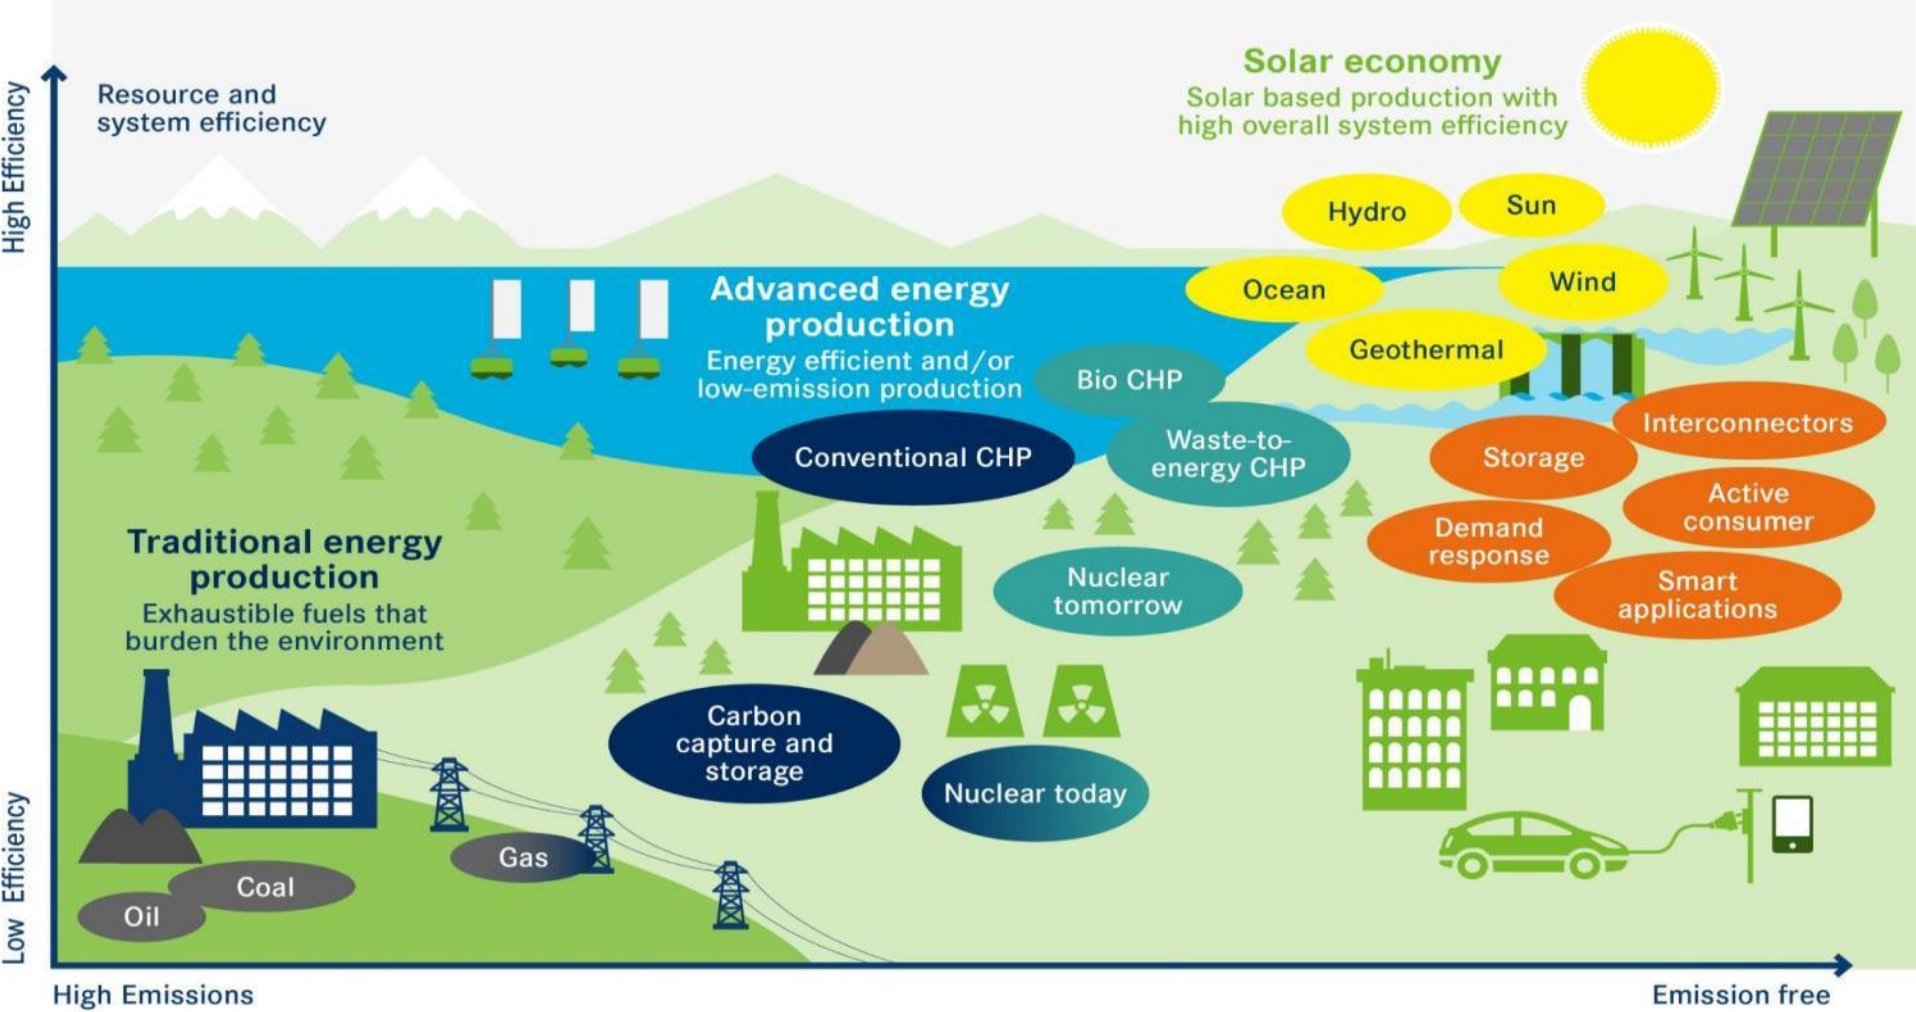 High Efficiency
Resource and
system efficiency
Solar economy
Solar based production with
high overall system efficiency
Hydro
Sun
Ocean
Wind
Geothermal
Advanced energy
production
Energy efficient and/or
low-emission production
Bio CHP
Conventional CHP
Waste-to-
energy CHP
Interconnectors
Storage
Active
consumer
Demand
response
Smart
applications
Traditional energy
production
Exhaustible fuels that
burden the environment
Nuclear
tomorrow
Carbon
capture and
storage
Nuclear today
Gas
Coal
Oil
Low Efficiency
High Emissions
Emission free